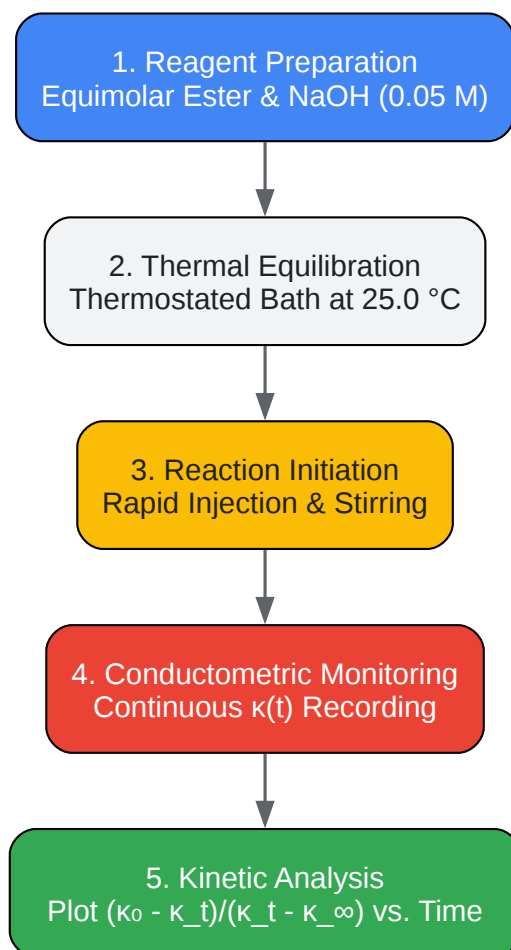 1. Reagent Preparation
Equimolar Ester & NaOH (0.05 M)
2. Thermal Equilibration
Thermostated Bath at 25.0 °C
3. Reaction Initiation
Rapid Injection & Stirring
4. Conductometric Monitoring
Continuous κ(t) Recording
5. Kinetic Analysis
Plot (κ₀ - κ_t)/(κ_t - κ_∞) vs. Time